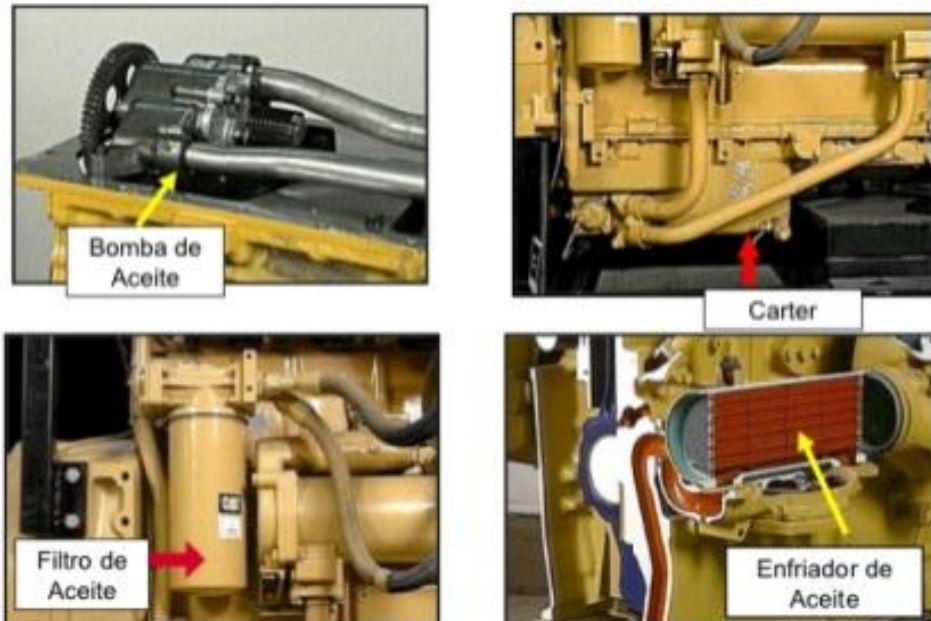 Bomba de
Aceite
Carter
Filtro de
Aceite
Enfriador de
Aceite